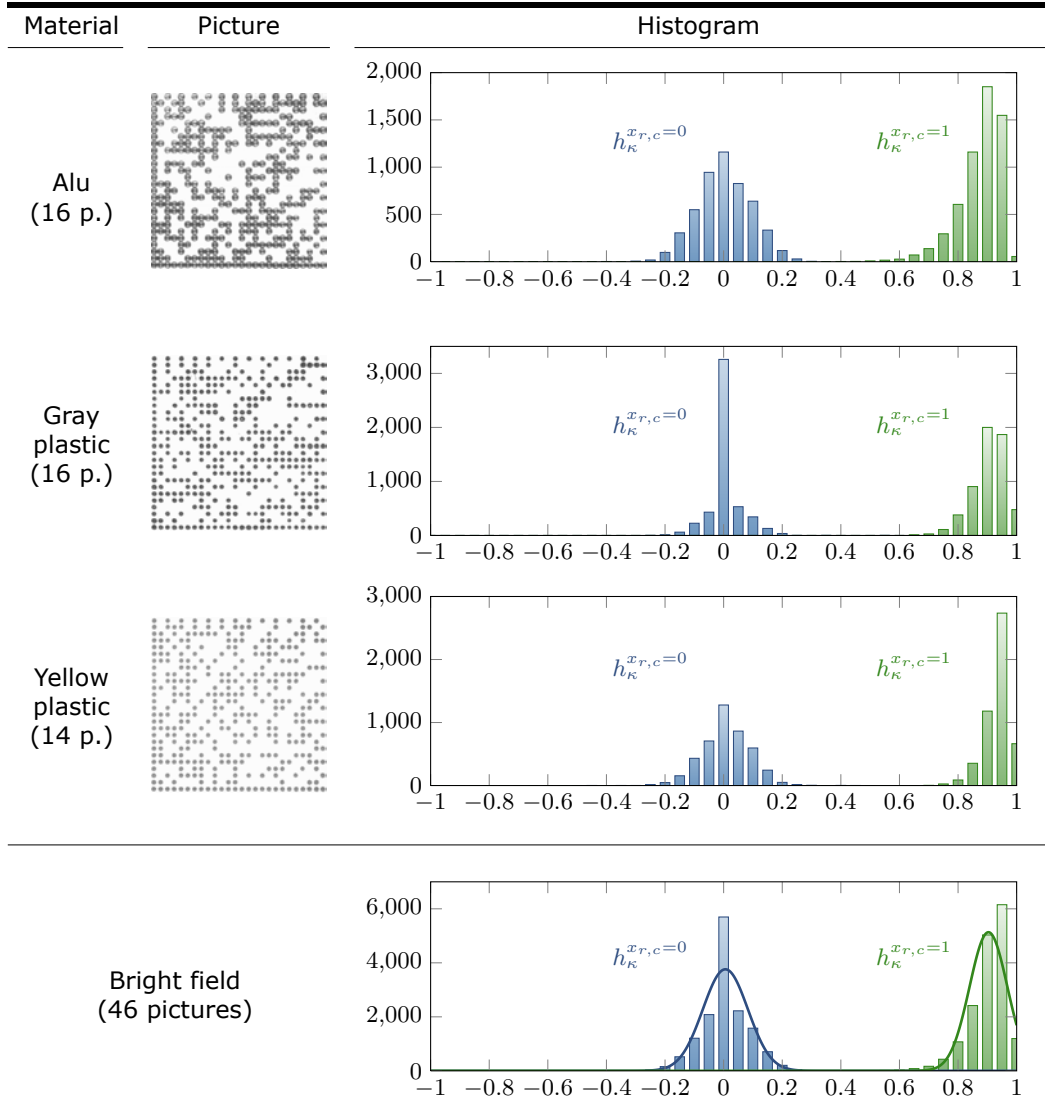 Material Picture Histogram
Alu
(16 p.)
2,000
1,500
1,000
500
0
h_κ^{x_{r,c}=0} h_κ^{x_{r,c}=1}
−1 −0.8 −0.6 −0.4 −0.2 0 0.2 0.4 0.6 0.8 1
Gray
plastic
(16 p.)
3,000
2,000
1,000
0
h_κ^{x_{r,c}=0} h_κ^{x_{r,c}=1}
−1 −0.8 −0.6 −0.4 −0.2 0 0.2 0.4 0.6 0.8 1
Yellow
plastic
(14 p.)
3,000
2,000
1,000
0
h_κ^{x_{r,c}=0} h_κ^{x_{r,c}=1}
−1 −0.8 −0.6 −0.4 −0.2 0 0.2 0.4 0.6 0.8 1
Bright field
(46 pictures)
6,000
4,000
2,000
0
h_κ^{x_{r,c}=0} h_κ^{x_{r,c}=1}
−1 −0.8 −0.6 −0.4 −0.2 0 0.2 0.4 0.6 0.8 1